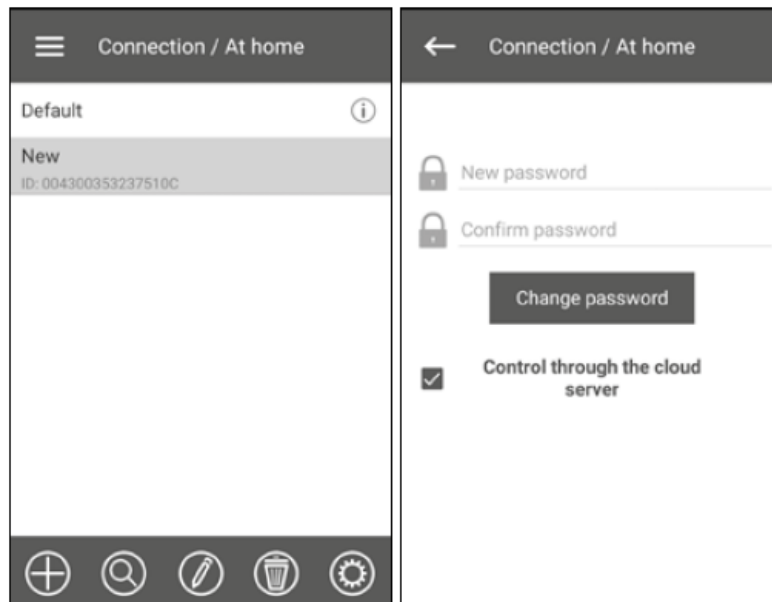 Connection / At home
Default
New
ID: 004300353237510C
Connection / At home
New password
Confirm password
Change password
Control through the cloud
server